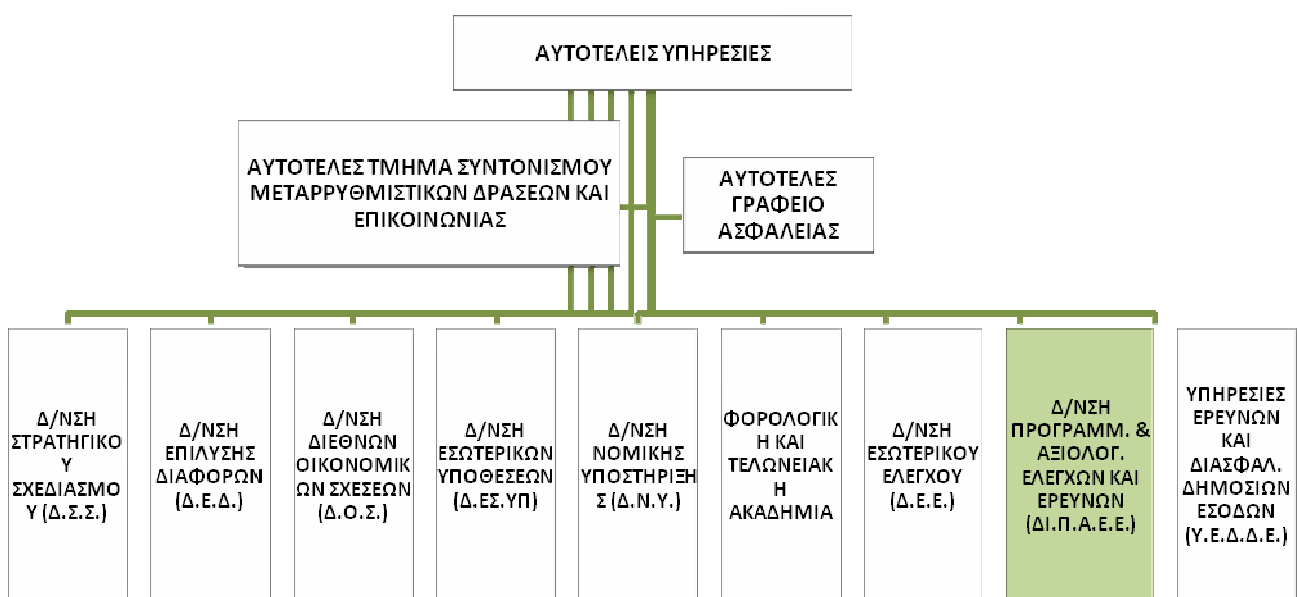 ΑΥΤΟΤΕΛΕΙΣ ΥΠΗΡΕΣΙΕΣ
ΑΥΤΟΤΕΛΕΣ ΤΜΗΜΑ ΣΥΝΤΟΝΙΣΜΟΥ
ΜΕΤΑΡΡΥΘΜΙΣΤΙΚΩΝ ΔΡΑΣΕΩΝ ΚΑΙ
ΕΠΙΚΟΙΝΩΝΙΑΣ
ΑΥΤΟΤΕΛΕΣ
ΓΡΑΦΕΙΟ
ΑΣΦΑΛΕΙΑΣ
Δ/ΝΣΗ
ΣΤΡΑΤΗΓΙΚΟ
Υ
ΣΧΕΔΙΑΣΜΟ
Υ (Δ.Σ.Σ.)
Δ/ΝΣΗ
ΕΠΙΛΥΣΗΣ
ΔΙΑΦΟΡΩΝ
(Δ.Ε.Δ.)
Δ/ΝΣΗ
ΔΙΕΘΝΩΝ
ΟΙΚΟΝΟΜΙΚ
ΩΝ ΣΧΕΣΕΩΝ
(Δ.Ο.Σ.)
Δ/ΝΣΗ
ΕΣΩΤΕΡΙΚΩΝ
ΥΠΟΘΕΣΕΩΝ
(Δ.ΕΣ.ΥΠ)
Δ/ΝΣΗ
ΝΟΜΙΚΗΣ
ΥΠΟΣΤΗΡΙΞΗ
Σ (Δ.Ν.Υ.)
ΦΟΡΟΛΟΓΙΚ
Η ΚΑΙ
ΤΕΛΩΝΕΙΑΚ
Η
ΑΚΑΔΗΜΙΑ
Δ/ΝΣΗ
ΕΣΩΤΕΡΙΚΟΥ
ΕΛΕΓΧΟΥ
(Δ.Ε.Ε.)
Δ/ΝΣΗ
ΠΡΟΓΡΑΜΜ. &
ΑΞΙΟΛΟΓ.
ΕΛΕΓΧΩΝ ΚΑΙ
ΕΡΕΥΝΩΝ
(ΔΙ.Π.Α.Ε.Ε.)
ΥΠΗΡΕΣΙΕΣ
ΕΡΕΥΝΩΝ
ΚΑΙ
ΔΙΑΣΦΑΛ.
ΔΗΜΟΣΙΩΝ
ΕΣΟΔΩΝ
(Υ.Ε.Δ.Δ.Ε.)